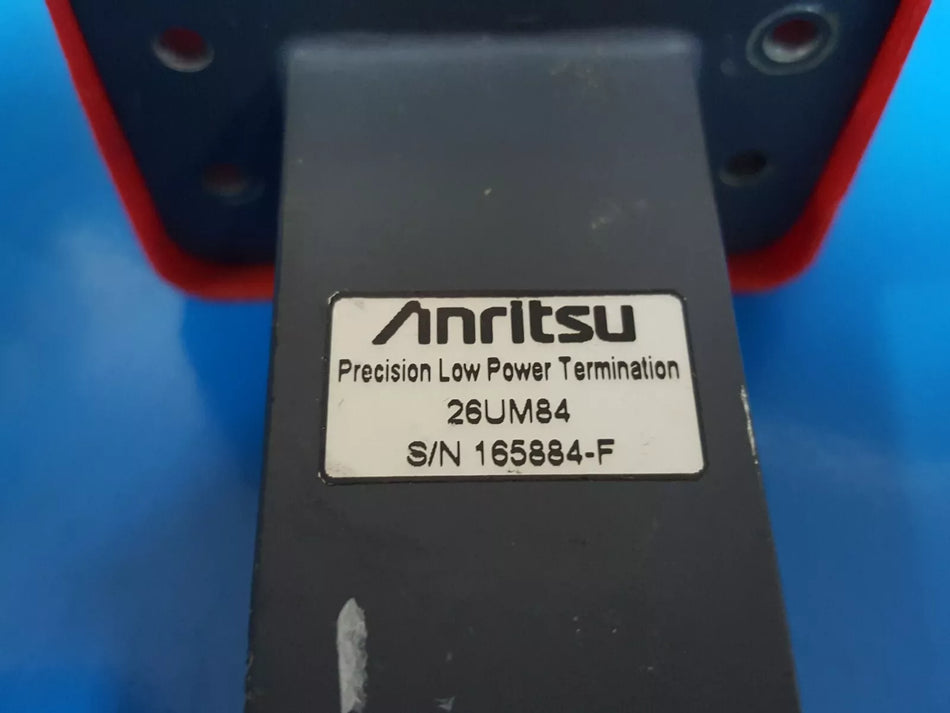 Anritsu
Precision Low Power Termination
26UM84
S/N 165884-F